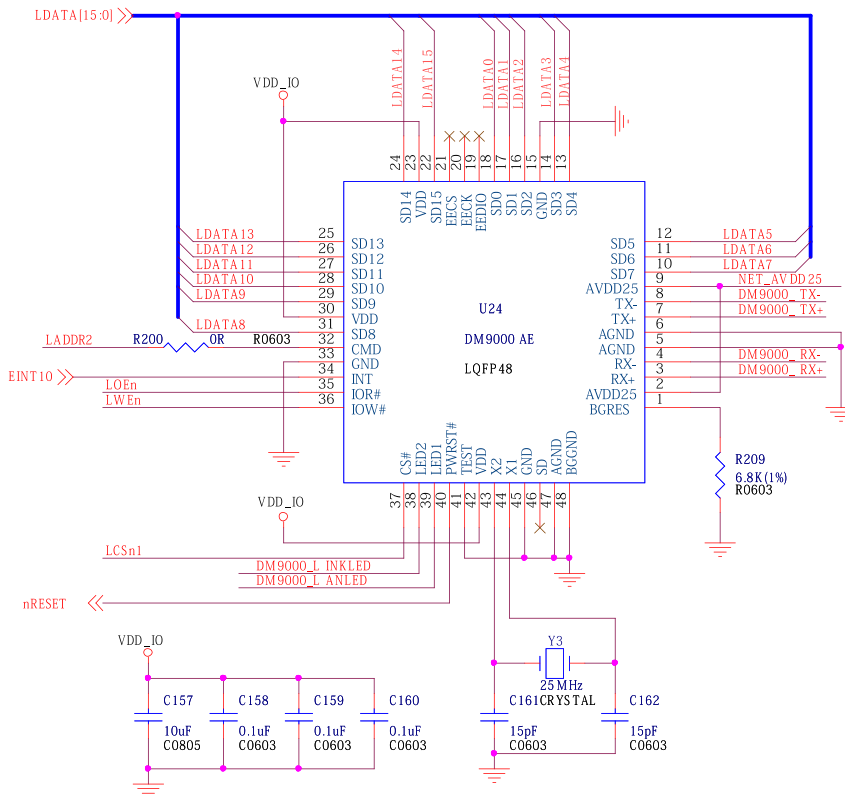 LDATA[15:0]
VDD_IO
LDATA14
LDATA15
LDATA0
LDATA1
LDATA2
LDATA3
LDATA4
24
23
22
21
20
19
18
17
16
15
14
13
SD14
VDD
SD15
EECS
EECK
EEDIO
SD0
SD1
SD2
GND
SD3
SD4
LDATA13 25 SD13
LDATA12 26 SD12
LDATA11 27 SD11
LDATA10 28 SD10
LDATA9 29 SD9
30 VDD
LDATA8 31 SD8
LADDR2 R200 0R R0603 32 CMD
33 GND
EINT10 34 INT
LOEn 35 IOR#
LWEn 36 IOW#
U24
DM9000 AE
LQFP48
SD5 12 LDATA5
SD6 11 LDATA6
SD7 10 LDATA7
AVDD25 9 NET_AVDD25
TX- 8 DM9000_TX-
TX+ 7 DM9000_TX+
AGND 6
AGND 5
RX- 4 DM9000_RX-
RX+ 3 DM9000_RX+
AVDD25 2
BGRES 1
R209
6.8K(1%)
R0603
CS#
LED2
LED1
PWRST#
TEST
VDD
X2
X1
GND
SD
AGND
BGGND
37
38
39
40
41
42
43
44
45
46
47
48
VDD_IO
LCSn1
DM9000_L INKLED
DM9000_L ANLED
nRESET
VDD_IO
C157
10uF
C0805
C158
0.1uF
C0603
C159
0.1uF
C0603
C160
0.1uF
C0603
Y3
25MHz
CRYSTAL
C161
15pF
C0603
C162
15pF
C0603